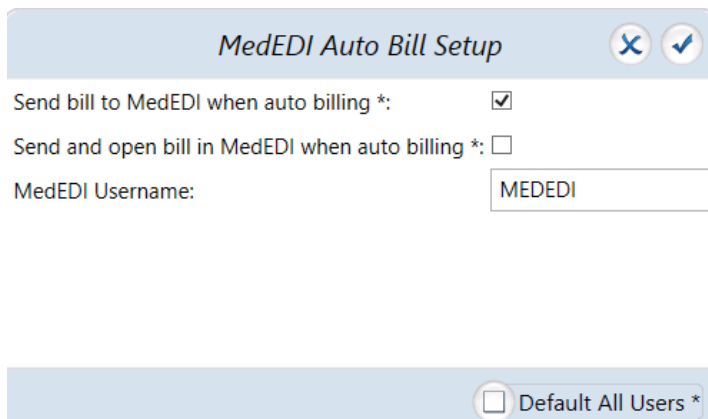 MedEDI Auto Bill Setup
Send bill to MedEDI when auto billing *:
Send and open bill in MedEDI when auto billing *:
MedEDI Username:
MEDEDI
Default All Users *